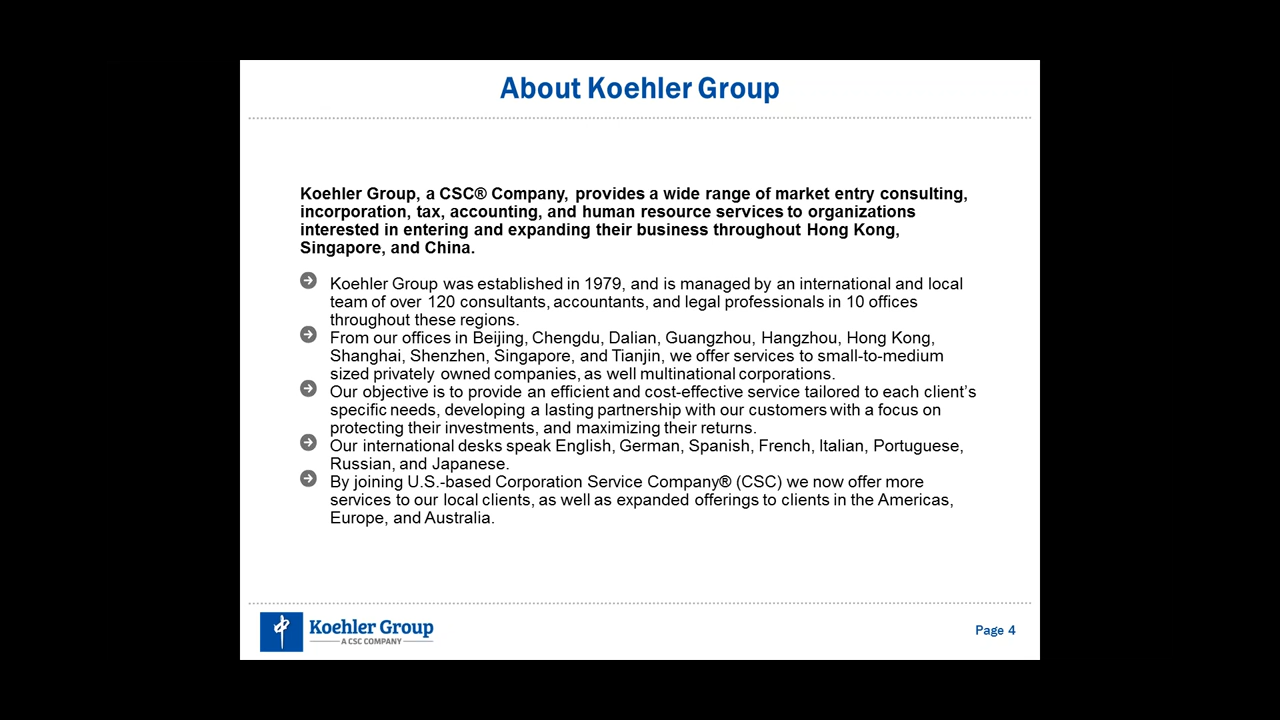 About Koehler Group
Koehler Group, a CSC® Company, provides a wide range of market entry consulting,
incorporation, tax, accounting, and human resource services to organizations
interested in entering and expanding their business throughout Hong Kong,
Singapore, and China.
Koehler Group was established in 1979, and is managed by an international and local
team of over 120 consultants, accountants, and legal professionals in 10 offices
throughout these regions.
From our offices in Beijing, Chengdu, Dalian, Guangzhou, Hangzhou, Hong Kong,
Shanghai, Shenzhen, Singapore, and Tianjin, we offer services to small-to-medium
sized privately owned companies, as well multinational corporations.
Our objective is to provide an efficient and cost-effective service tailored to each client’s
specific needs, developing a lasting partnership with our customers with a focus on
protecting their investments, and maximizing their returns.
Our international desks speak English, German, Spanish, French, Italian, Portuguese,
Russian, and Japanese.
By joining U.S.-based Corporation Service Company® (CSC) we now offer more
services to our local clients, as well as expanded offerings to clients in the Americas,
Europe, and Australia.
Koehler Group
A CSC COMPANY
Page 4